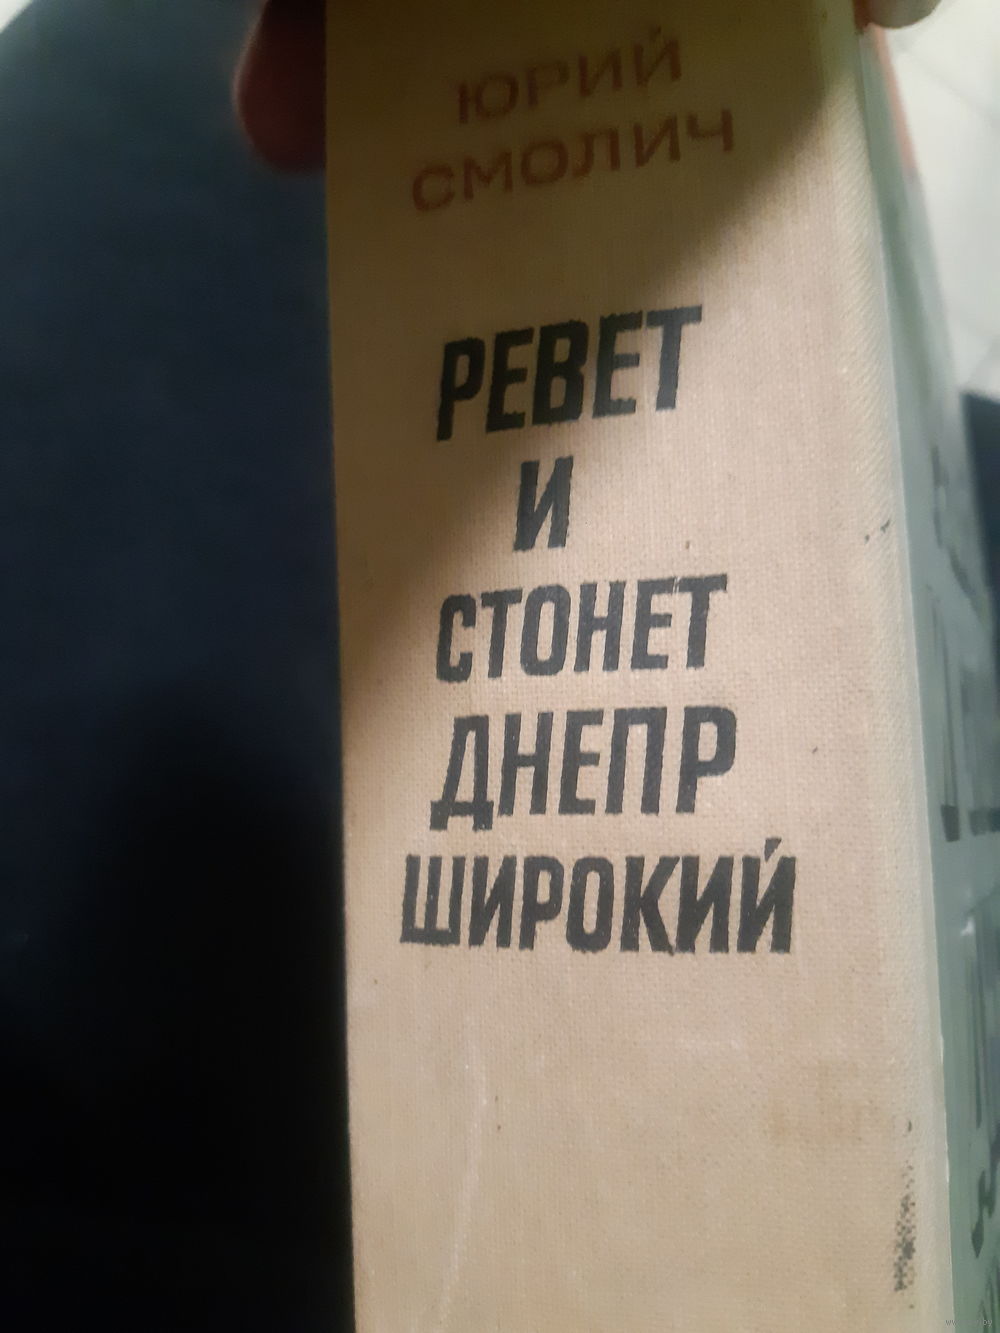 ЮРИЙ
СМОЛИЧ
РЕВЕТ
И
СТОНЕТ
ДНЕПР
ШИРОКИЙ